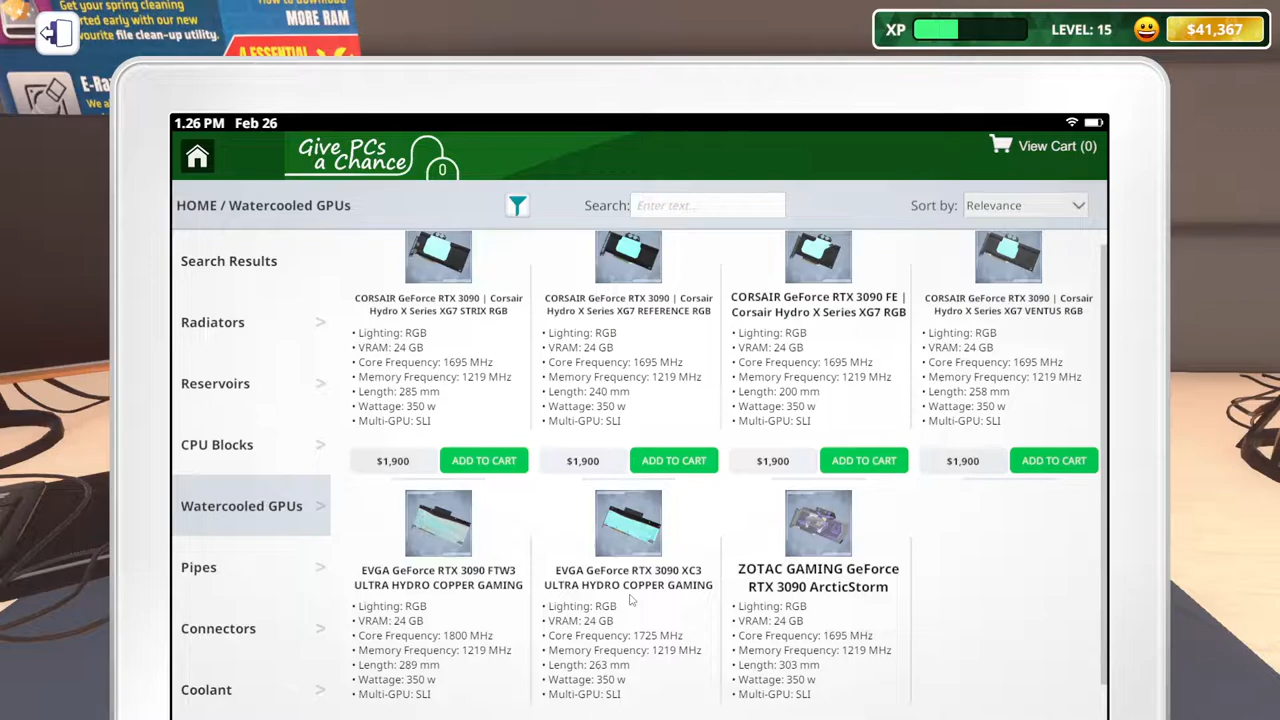 Get your spring cleaning
started early with our new
favourite file clean-up utility.
How to download
MORE RAM
A ESSENTIAL
XP
LEVEL: 15
$41,367
1.26 PM Feb 26
Give PCs
a Chance
0
View Cart (0)
HOME / Watercooled GPUs
Search:
Enter text...
Sort by:
Relevance
Search Results
Radiators >
Reservoirs >
CPU Blocks >
Watercooled GPUs >
Pipes >
Connectors >
Coolant >
CORSAIR GeForce RTX 3090 | Corsair
Hydro X Series XG7 STRIX RGB
• Lighting: RGB
• VRAM: 24 GB
• Core Frequency: 1695 MHz
• Memory Frequency: 1219 MHz
• Length: 285 mm
• Wattage: 350 w
• Multi-GPU: SLI
$1,900
ADD TO CART
CORSAIR GeForce RTX 3090 | Corsair
Hydro X Series XG7 REFERENCE RGB
• Lighting: RGB
• VRAM: 24 GB
• Core Frequency: 1695 MHz
• Memory Frequency: 1219 MHz
• Length: 240 mm
• Wattage: 350 w
• Multi-GPU: SLI
$1,900
ADD TO CART
CORSAIR GeForce RTX 3090 FE |
Corsair Hydro X Series XG7 RGB
• Lighting: RGB
• VRAM: 24 GB
• Core Frequency: 1695 MHz
• Memory Frequency: 1219 MHz
• Length: 200 mm
• Wattage: 350 w
• Multi-GPU: SLI
$1,900
ADD TO CART
CORSAIR GeForce RTX 3090 | Corsair
Hydro X Series XG7 VENTUS RGB
• Lighting: RGB
• VRAM: 24 GB
• Core Frequency: 1695 MHz
• Memory Frequency: 1219 MHz
• Length: 258 mm
• Wattage: 350 w
• Multi-GPU: SLI
$1,900
ADD TO CART
EVGA GeForce RTX 3090 FTW3
ULTRA HYDRO COPPER GAMING
• Lighting: RGB
• VRAM: 24 GB
• Core Frequency: 1800 MHz
• Memory Frequency: 1219 MHz
• Length: 289 mm
• Wattage: 350 w
• Multi-GPU: SLI
EVGA GeForce RTX 3090 XC3
ULTRA HYDRO COPPER GAMING
• Lighting: RGB
• VRAM: 24 GB
• Core Frequency: 1725 MHz
• Memory Frequency: 1219 MHz
• Length: 263 mm
• Wattage: 350 w
• Multi-GPU: SLI
ZOTAC GAMING GeForce
RTX 3090 ArcticStorm
• Lighting: RGB
• VRAM: 24 GB
• Core Frequency: 1695 MHz
• Memory Frequency: 1219 MHz
• Length: 303 mm
• Wattage: 350 w
• Multi-GPU: SLI